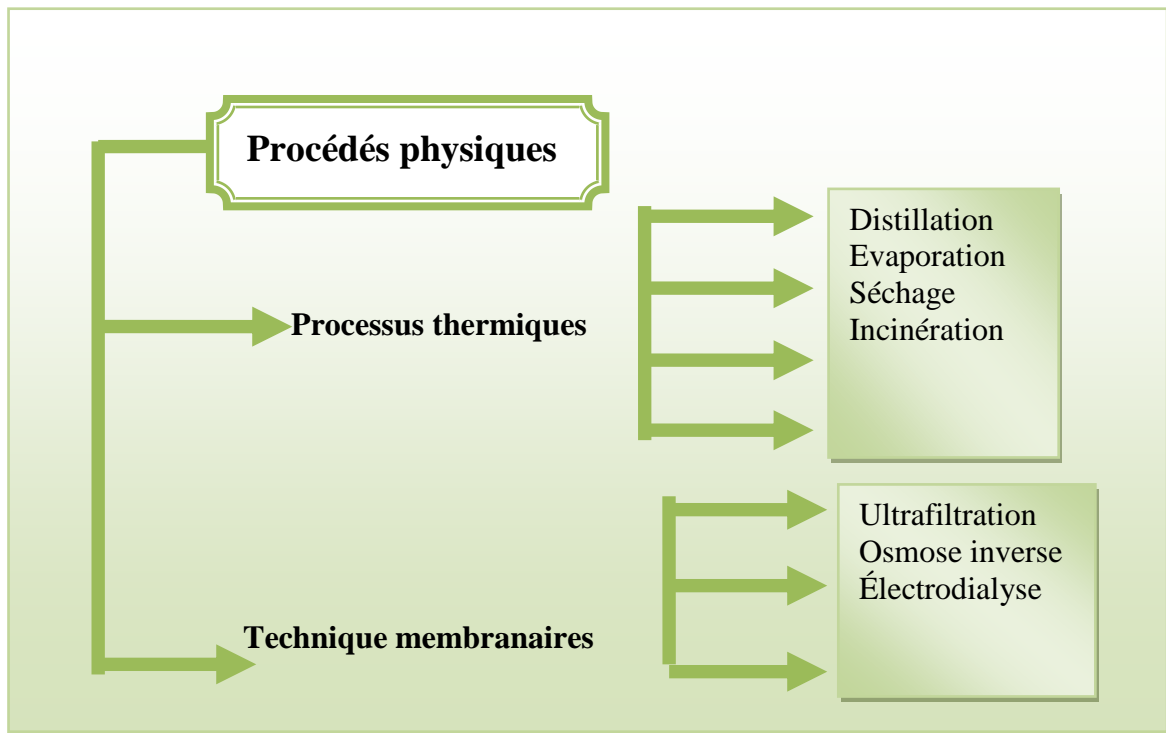 Procédés physiques
Distillation
Evaporation
Séchage
Incinération
Processus thermiques
Ultrafiltration
Osmose inverse
Électrodialyse
Technique membranaires